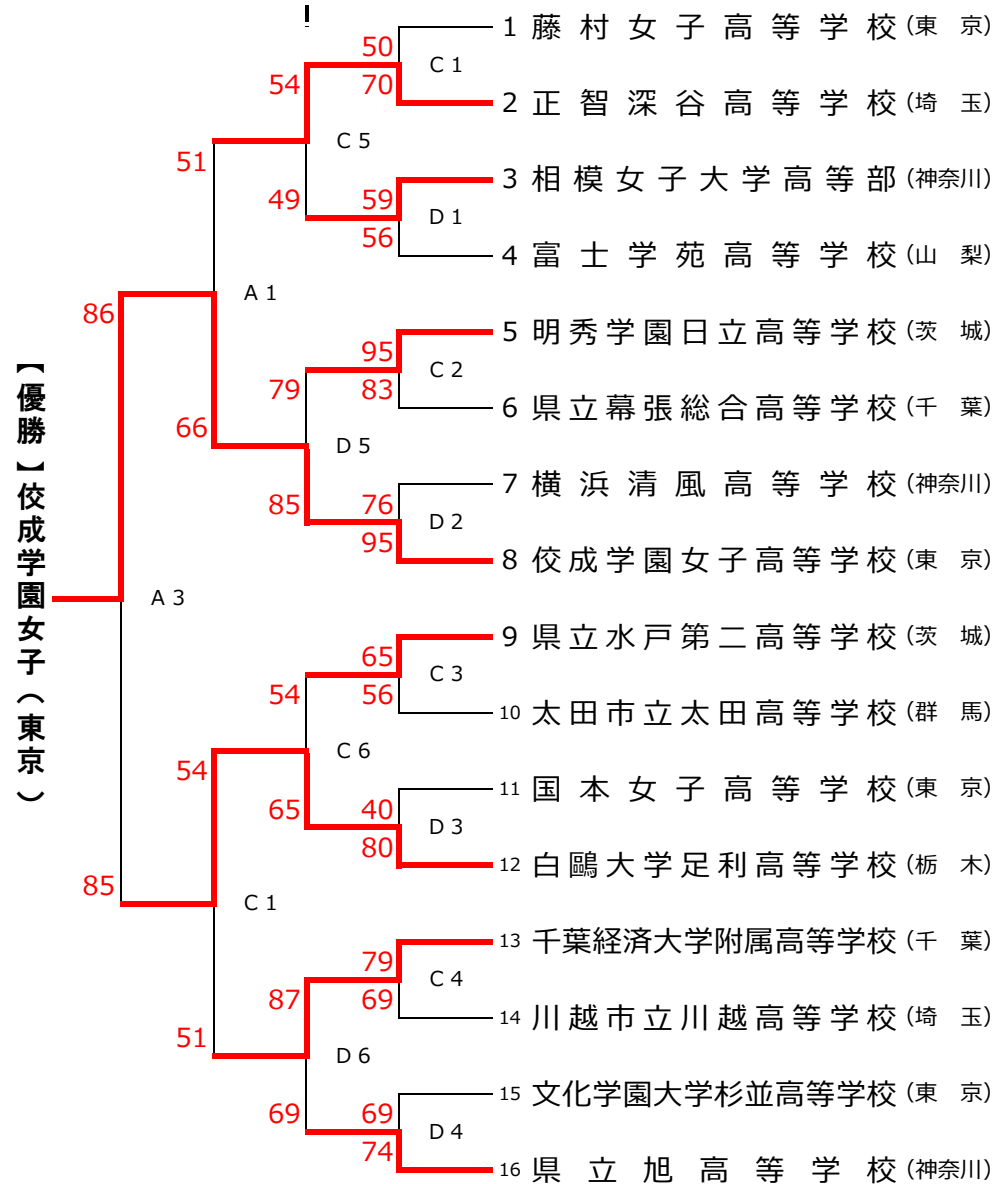 1 藤村女子高等学校 (東 京)
50
C 1
54
70
2 正智深谷高等学校 (埼 玉)
C 5
51
3 相模女子大学高等部 (神奈川)
49
59
D 1
56
4 富士学苑高等学校 (山 梨)
A 1
86
5 明秀学園日立高等学校 (茨 城)
95
C 2
79
83
6 県立幕張総合高等学校 (千 葉)
66
D 5
7 横浜清風高等学校 (神奈川)
85
76
D 2
95
8 佼成学園女子高等学校 (東 京)
【優勝】佼成学園女子（東京）
A 3
9 県立水戸第二高等学校 (茨 城)
65
C 3
54
56
10 太田市立太田高等学校 (群 馬)
C 6
54
11 国本女子高等学校 (東 京)
65
40
D 3
80
12 白鷗大学足利高等学校 (栃 木)
85
C 1
13 千葉経済大学附属高等学校 (千 葉)
79
C 4
87
69
14 川越市立川越高等学校 (埼 玉)
51
D 6
15 文化学園大学杉並高等学校 (東 京)
69
69
D 4
74
16 県立旭高等学校 (神奈川)